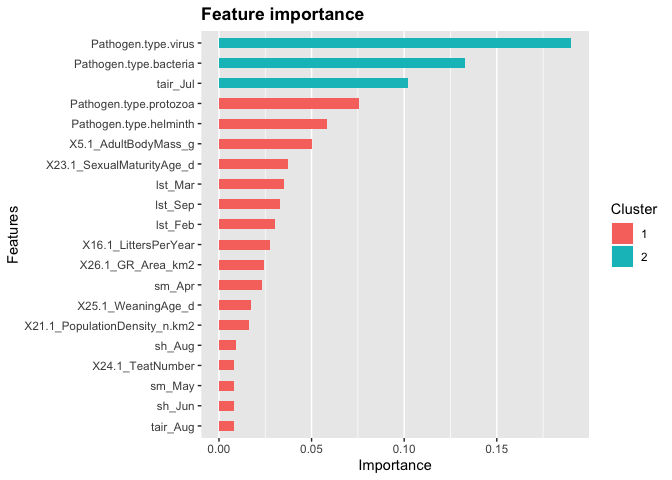 Feature importance
Features
Pathogen.type.virus
Pathogen.type.bacteria
tair_Jul
Pathogen.type.protozoa
Pathogen.type.helminth
X5.1_AdultBodyMass_g
X23.1_SexualMaturityAge_d
lst_Mar
lst_Sep
lst_Feb
X16.1_LittersPerYear
X26.1_GR_Area_km2
sm_Apr
X25.1_WeaningAge_d
X21.1_PopulationDensity_n.km2
sh_Aug
X24.1_TeatNumber
sm_May
sh_Jun
tair_Aug
0.00 0.05 0.10 0.15
Importance
Cluster
1
2